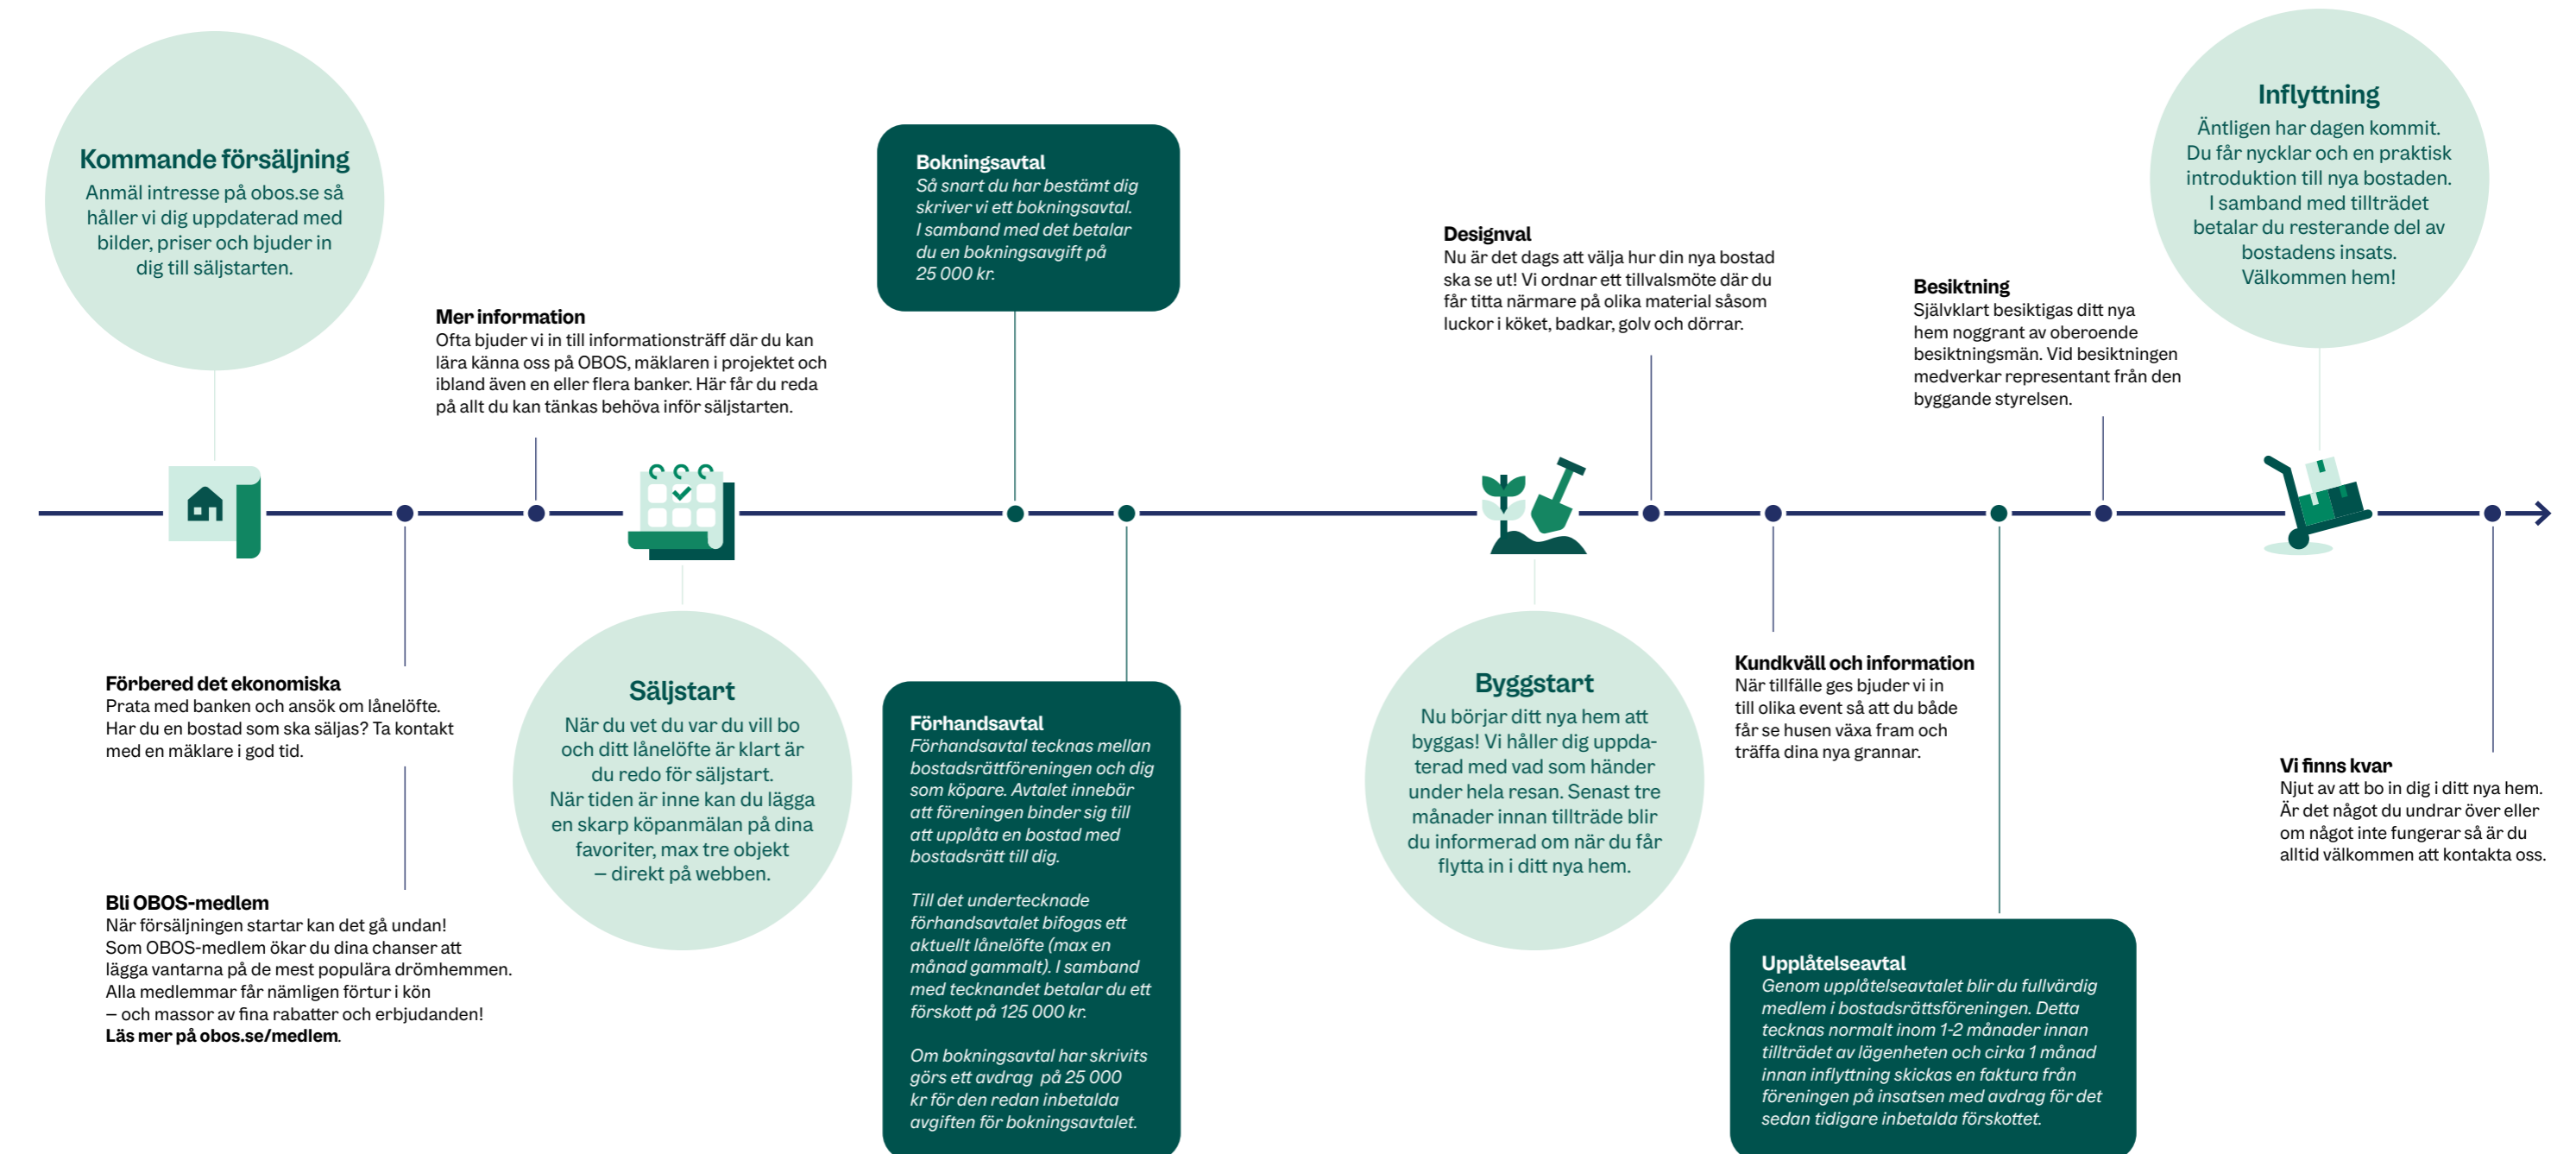 Kommande försäljning
Anmäl intresse på obos.se så
håller vi dig uppdaterad med
bilder, priser och bjuder in
dig till säljstarten.
Förbered det ekonomiska
Prata med banken och ansök om lånelöfte.
Har du en bostad som ska säljas? Ta kontakt
med en mäklare i god tid.
Bli OBOS-medlem
När försäljningen startar kan det gå undan!
Som OBOS-medlem ökar du dina chanser att
lägga vantarna på de mest populära drömhemmen.
Alla medlemmar får nämligen förtur i kön
– och massor av fina rabatter och erbjudanden!
Läs mer på obos.se/medlem.
Mer information
Ofta bjuder vi in till informationsträff där du kan
lära känna oss på OBOS, mäklaren i projektet och
ibland även en eller flera banker. Här får du reda
på allt du kan tänkas behöva inför säljstarten.
Säljstart
När du vet du var du vill bo
och ditt lånelöfte är klart är
du redo för säljstart.
När tiden är inne kan du lägga
en skarp köpanmälan på dina
favoriter, max tre objekt
– direkt på webben.
Bokningsavtal
Så snart du har bestämt dig
skriver vi ett bokningsavtal.
I samband med det betalar
du en bokningsavgift på
25 000 kr.
Förhandsavtal
Förhandsavtal tecknas mellan
bostadsrättföreningen och dig
som köpare. Avtalet innebär
att föreningen binder sig till
att upplåta en bostad med
bostadsrätt till dig.
Till det undertecknade
förhandsavtalet bifogas ett
aktuellt lånelöfte (max en
månad gammalt). I samband
med tecknandet betalar du ett
förskott på 125 000 kr.
Om bokningsavtal har skrivits
görs ett avdrag på 25 000
kr för den redan inbetalda
avgiften för bokningsavtalet.
Byggstart
Nu börjar ditt nya hem att
byggas! Vi håller dig uppda-
terad med vad som händer
under hela resan. Senast tre
månader innan tillträde blir
du informerad om när du får
flytta in i ditt nya hem.
Designval
Nu är det dags att välja hur din nya bostad
ska se ut! Vi ordnar ett tillvalsmöte där du
får titta närmare på olika material såsom
luckor i köket, badkar, golv och dörrar.
Kundkväll och information
När tillfälle ges bjuder vi in
till olika event så att du både
får se husen växa fram och
träffa dina nya grannar.
Upplåtelseavtal
Genom upplåtelseavtalet blir du fullvärdig
medlem i bostadsrättsföreningen. Detta
tecknas normalt inom 1-2 månader innan
tillträdet av lägenheten och cirka 1 månad
innan inflyttning skickas en faktura från
föreningen på insatsen med avdrag för det
sedan tidigare inbetalda förskottet.
Besiktning
Självklart besiktigas ditt nya
hem noggrant av oberoende
besiktningsmän. Vid besiktningen
medverkar representant från den
byggande styrelsen.
Inflyttning
Äntligen har dagen kommit.
Du får nycklar och en praktisk
introduktion till nya bostaden.
I samband med tillträdet
betalar du resterande del av
bostadens insats.
Välkommen hem!
Vi finns kvar
Njut av att bo in dig i ditt nya hem.
Är det något du undrar över eller
om något inte fungerar så är du
alltid välkommen att kontakta oss.